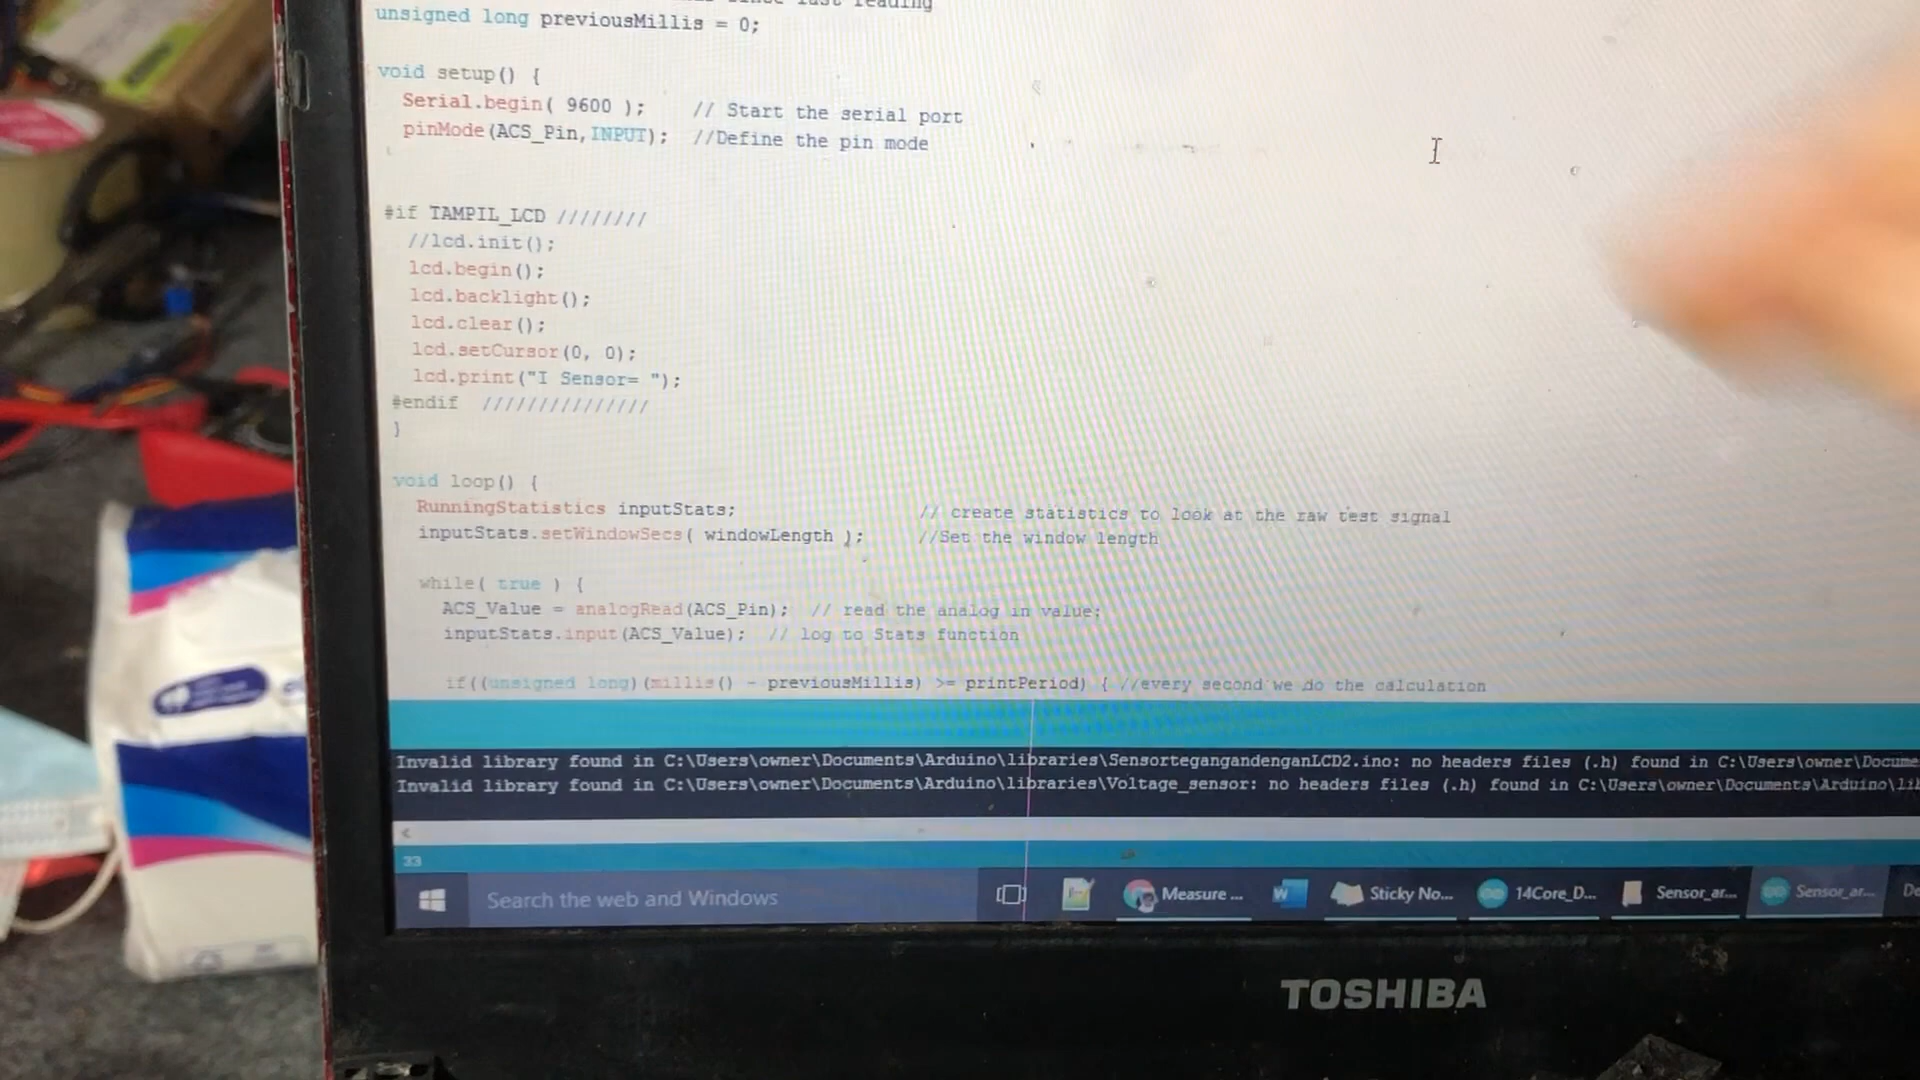 unsigned long previousMillis = 0;
void setup() {
Serial.begin( 9600 ); // Start the serial port
pinMode(ACS_Pin,INPUT); //Define the pin mode
#if TAMPIL_LCD ////////
//lcd.init();
lcd.begin();
lcd.backlight();
lcd.clear();
lcd.setCursor(0, 0);
lcd.print("I Sensor= ");
#endif ///////////////
}
void loop() {
RunningStatistics inputStats; // create statistics to look at the raw test signal
inputStats.setWindowSecs( windowLength ); //Set the window length
while( true ) {
ACS_Value = analogRead(ACS_Pin); // read the analog in value;
inputStats.input(ACS_Value); // log to Stats function
if((unsigned long)(millis() - previousMillis) >= printPeriod) { //every second we do the calculation
Invalid library found in C:\Users\owner\Documents\Arduino\libraries\SensortegangandenganLCD2.ino: no headers files (.h) found in C:\Users\owner\Docume
Invalid library found in C:\Users\owner\Documents\Arduino\libraries\Voltage_sensor: no headers files (.h) found in C:\Users\owner\Documents\Arduino\lib
33
Search the web and Windows
Measure ...
Sticky No...
14Core_D...
Sensor_ar...
Sensor_ar...
De
TOSHIBA